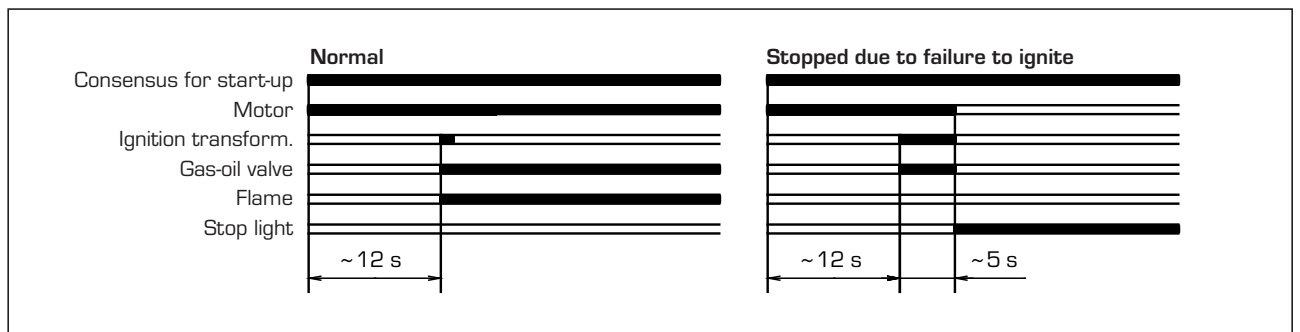 Normal Stopped due to failure to ignite
Consensus for start-up
Motor
Ignition transform.
Gas-oil valve
Flame
Stop light
~12 s ~12 s ~5 s